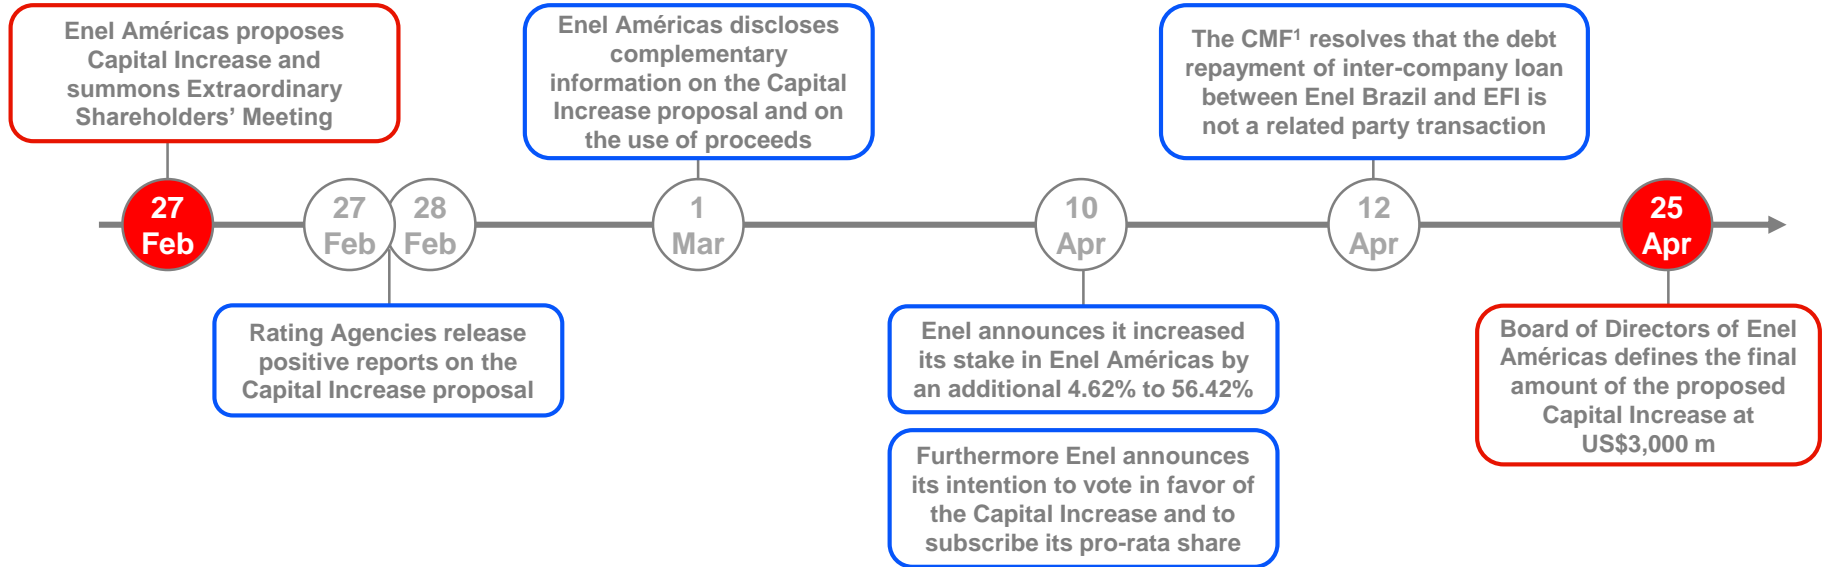 Enel Américas proposes
Capital Increase and
summons Extraordinary
Shareholders’ Meeting
Enel Américas discloses
complementary
information on the Capital
Increase proposal and on
the use of proceeds
The CMF¹ resolves that the debt
repayment of inter-company loan
between Enel Brazil and EFI is
not a related party transaction
27
Feb
27
Feb
28
Feb
1
Mar
10
Apr
12
Apr
25
Apr
Rating Agencies release
positive reports on the
Capital Increase proposal
Enel announces it increased
its stake in Enel Américas by
an additional 4.62% to 56.42%
Furthermore Enel announces
its intention to vote in favor of
the Capital Increase and to
subscribe its pro-rata share
Board of Directors of Enel
Américas defines the final
amount of the proposed
Capital Increase at
US$3,000 m